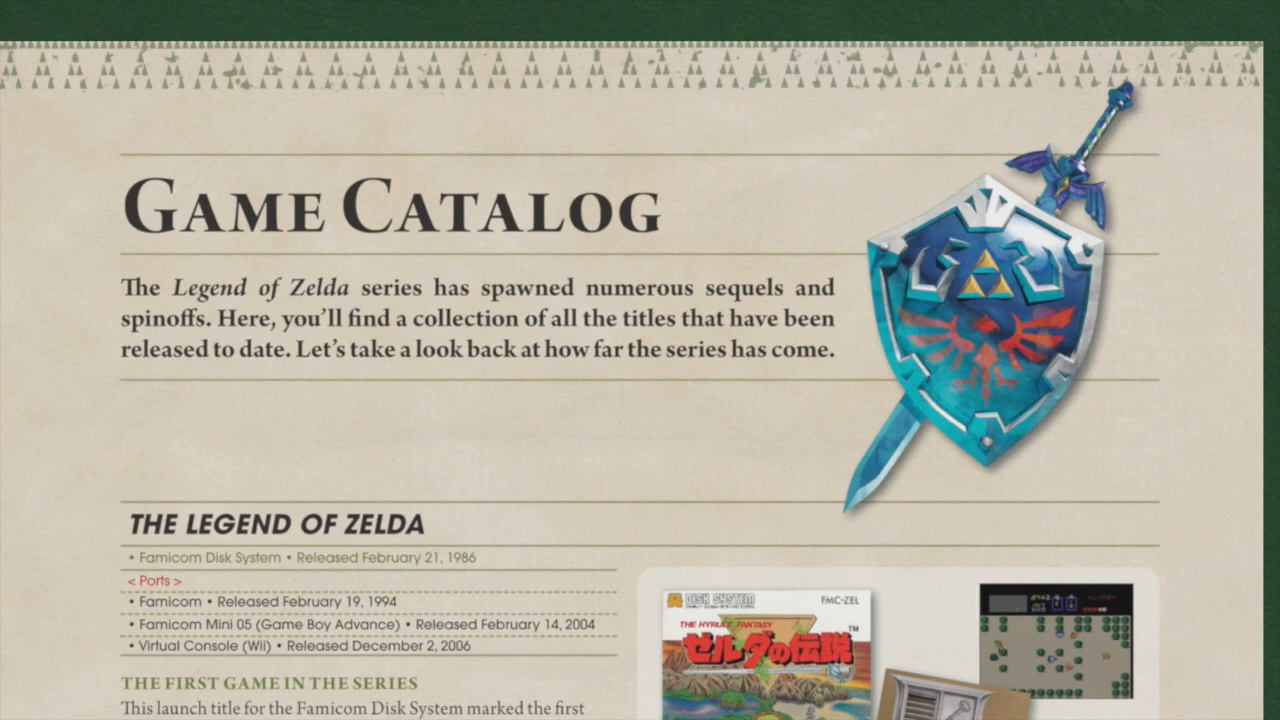 GAME CATALOG
The Legend of Zelda series has spawned numerous sequels and
spinoffs. Here, you'll find a collection of all the titles that have been
released to date. Let's take a look back at how far the series has come.
THE LEGEND OF ZELDA
• Famicom Disk System • Released February 21, 1986
< Ports >
• Famicom • Released February 19, 1994
• Famicom Mini 05 (Game Boy Advance) • Released February 14, 2004
• Virtual Console (Wii) • Released December 2, 2006
THE FIRST GAME IN THE SERIES
This launch title for the Famicom Disk System marked the first
DISK SYSTEM
FMC-ZEL
THE HYRULE FANTASY
ゼルダの伝説
TM
-LIFE-